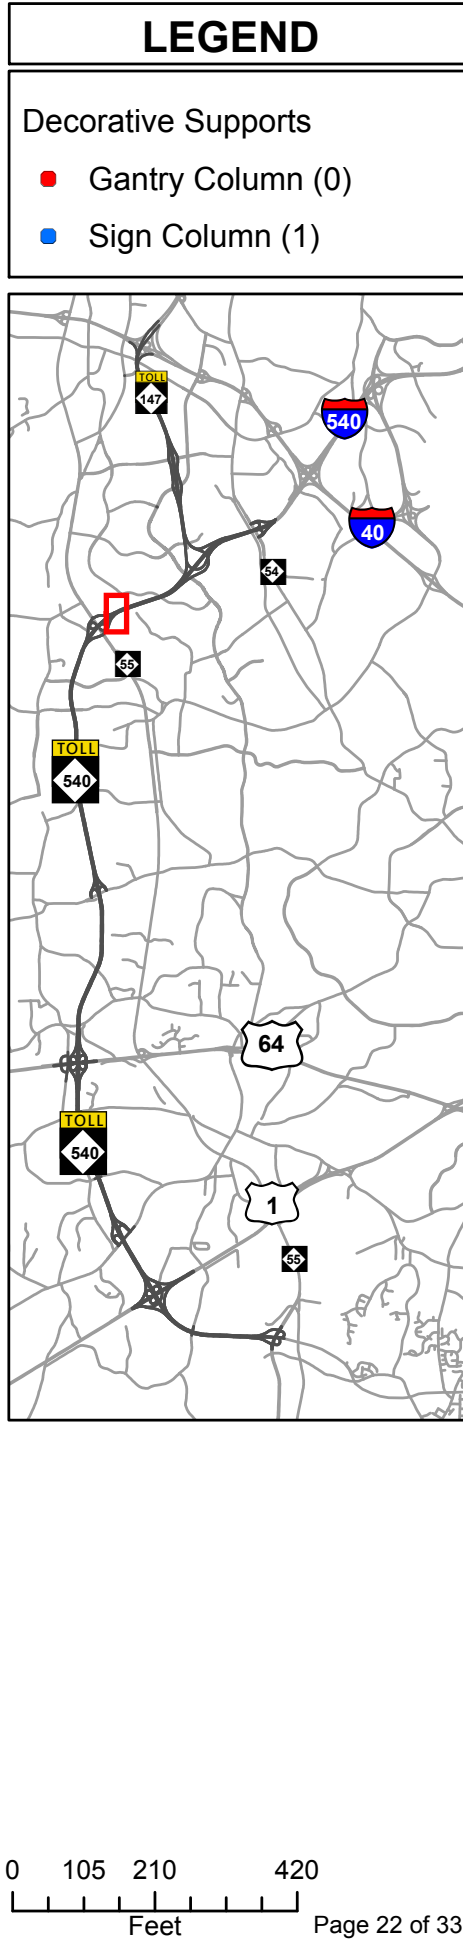 LEGEND
Decorative Supports
Gantry Column (0)
Sign Column (1)
TOLL
147
540
40
54
55
TOLL
540
64
TOLL
540
1
55
0 105 210 420
Feet
Page 22 of 33